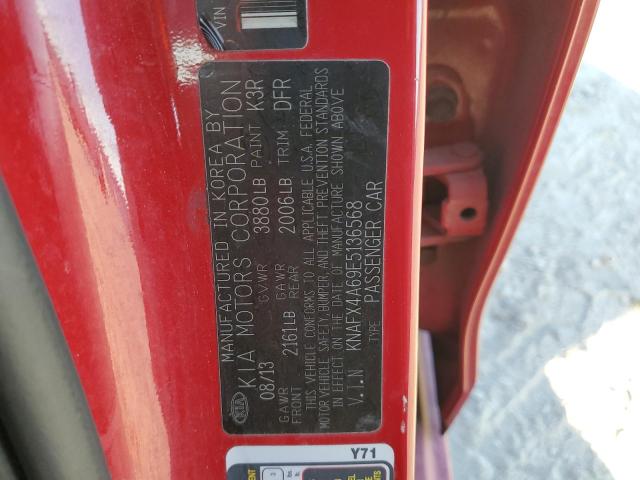 VIN
MANUFACTURED IN KOREA BY
KIA KIA MOTORS CORPORATION
08/13 GVWR 3880LB PAINT K3R
GAWR FRONT 2161LB GAWR REAR 2006LB TRIM DFR
THIS VEHICLE CONFORMS TO ALL APPLICABLE U.S.A. FEDERAL
MOTOR VEHICLE SAFETY, BUMPER, AND THEFT PREVENTION STANDARDS
IN EFFECT ON THE DATE OF MANUFACTURE SHOWN ABOVE
V.I.N KNAFX4A69E5136568
TYPE PASSENGER CAR
Y71